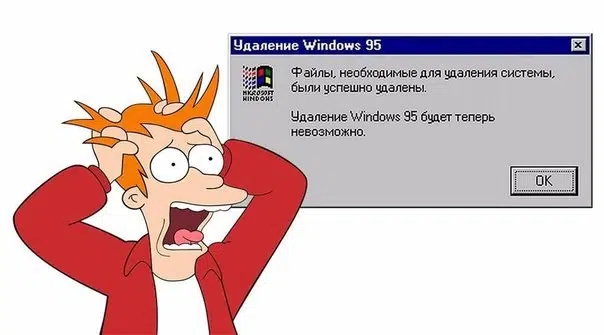 Удаление Windows 95
Файлы, необходимые для удаления системы,
были успешно удалены.
Удаление Windows 95 будет теперь
невозможно.
MICROSOFT
WINDOWS
OK